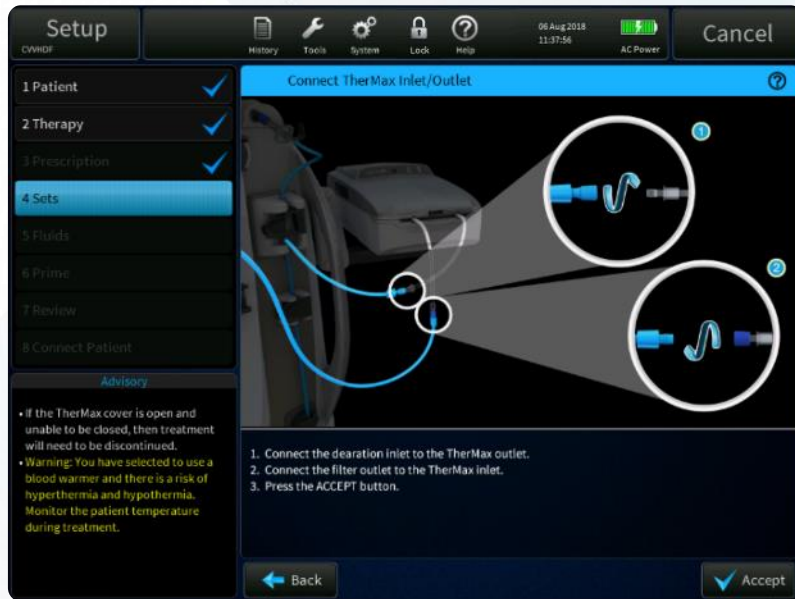 Setup
CVVHDF
History
Tools
System
Lock
Help
06 Aug 2018
11:37:56
AC Power
Cancel
1 Patient
2 Therapy
3 Prescription
4 Sets
5 Fluids
6 Prime
7 Review
8 Connect Patient
Advisory
• If the TherMax cover is open and
unable to be closed, then treatment
will need to be discontinued.
• Warning: You have selected to use a
blood warmer and there is a risk of
hyperthermia and hypothermia.
Monitor the patient temperature
during treatment.
Connect TherMax Inlet/Outlet
?
1
2
1. Connect the dearation inlet to the TherMax outlet.
2. Connect the filter outlet to the TherMax inlet.
3. Press the ACCEPT button.
Back
Accept